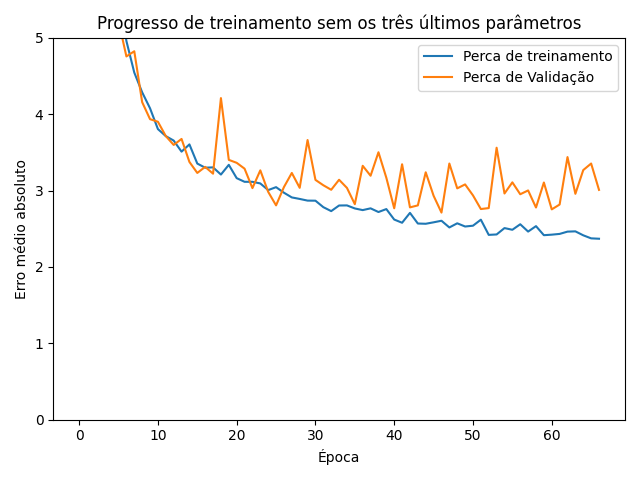 Progresso de treinamento sem os três últimos parâmetros
Perca de treinamento
Perca de Validação
Erro médio absoluto
5
4
3
2
1
0
0 10 20 30 40 50 60
Época